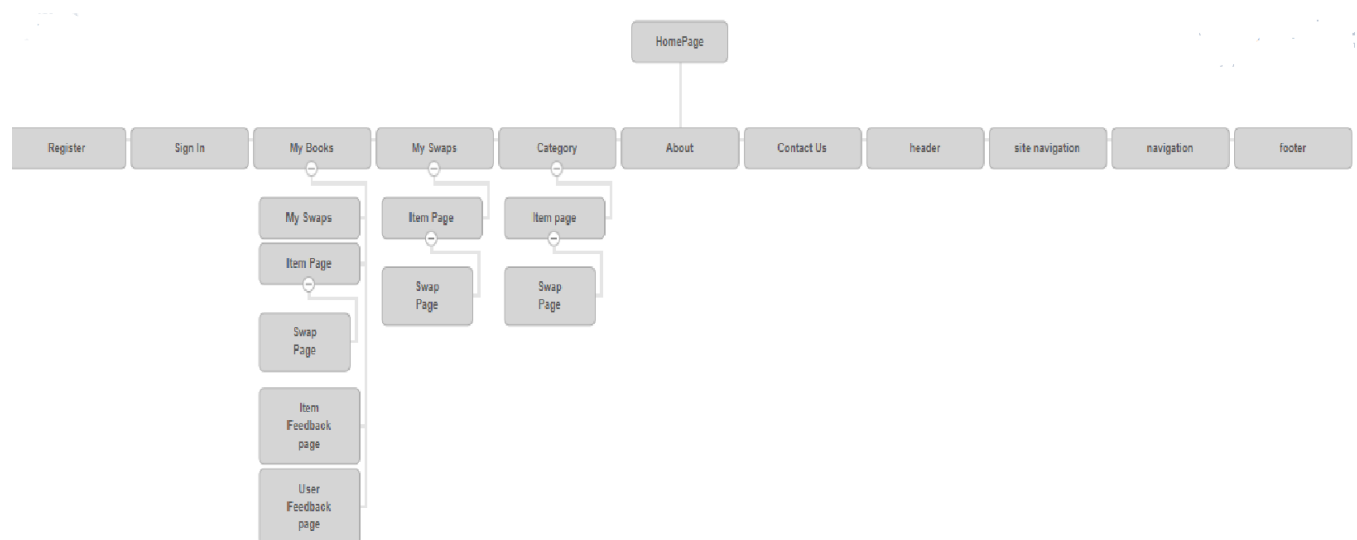 HomePage
Register
Sign In
My Books
My Swaps
Category
About
Contact Us
header
site navigation
navigation
footer
My Swaps
Item Page
Swap
Page
Item
Feedback
page
User
Feedback
page
Item Page
Swap
Page
Item page
Swap
Page